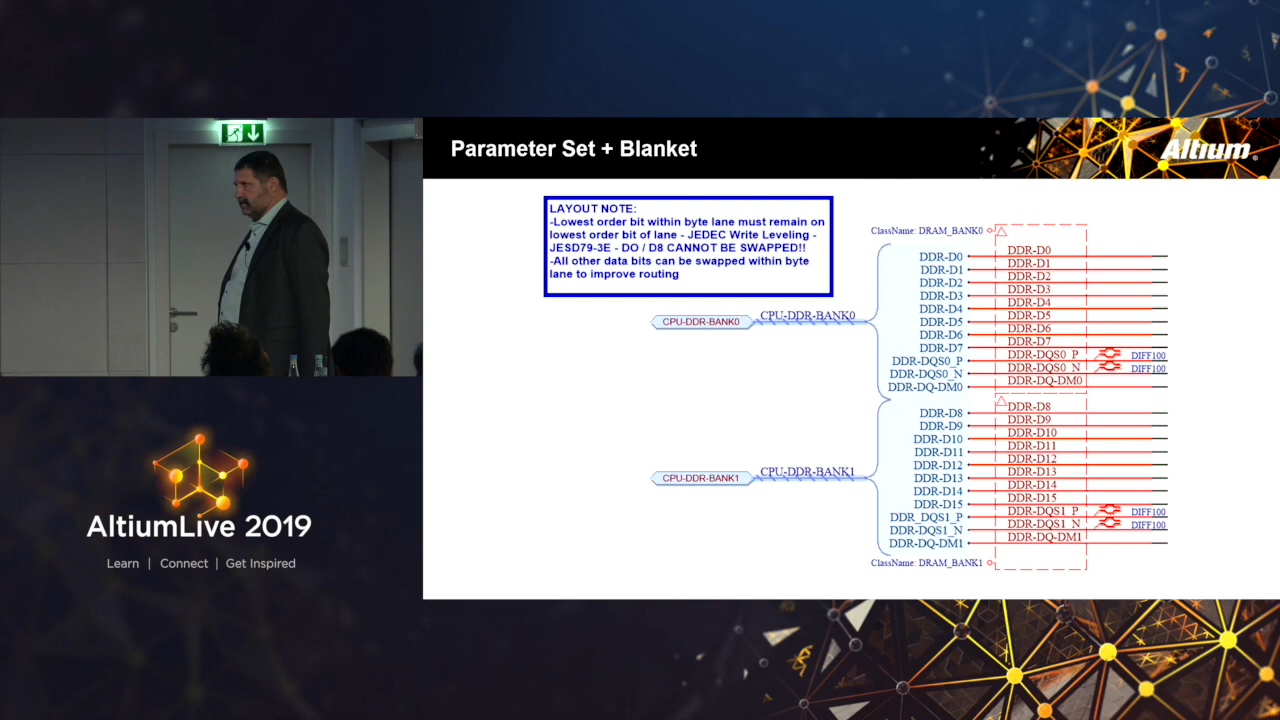 Parameter Set + Blanket
Altium
LAYOUT NOTE:
-Lowest order bit within byte lane must remain on
lowest order bit of lane - JEDEC Write Leveling -
JESD79-3E - DO / D8 CANNOT BE SWAPPED!!
-All other data bits can be swapped within byte
lane to improve routing
ClassName: DRAM_BANK0
CPU-DDR-BANK0 CPU-DDR-BANK0
DDR-D0 DDR-D0
DDR-D1 DDR-D1
DDR-D2 DDR-D2
DDR-D3 DDR-D3
DDR-D4 DDR-D4
DDR-D5 DDR-D5
DDR-D6 DDR-D6
DDR-D7 DDR-D7
DDR-DQS0_P DDR-DQS0_P DIFF100
DDR-DQS0_N DDR-DQS0_N DIFF100
DDR-DQ-DM0 DDR-DQ-DM0
CPU-DDR-BANK1 CPU-DDR-BANK1
DDR-D8 DDR-D8
DDR-D9 DDR-D9
DDR-D10 DDR-D10
DDR-D11 DDR-D11
DDR-D12 DDR-D12
DDR-D13 DDR-D13
DDR-D14 DDR-D14
DDR-D15 DDR-D15
DDR_DQS1_P DDR-DQS1_P DIFF100
DDR-DQS1_N DDR-DQS1_N DIFF100
DDR-DQ-DM1 DDR-DQ-DM1
ClassName: DRAM_BANK1
AltiumLive 2019
Learn | Connect | Get Inspired